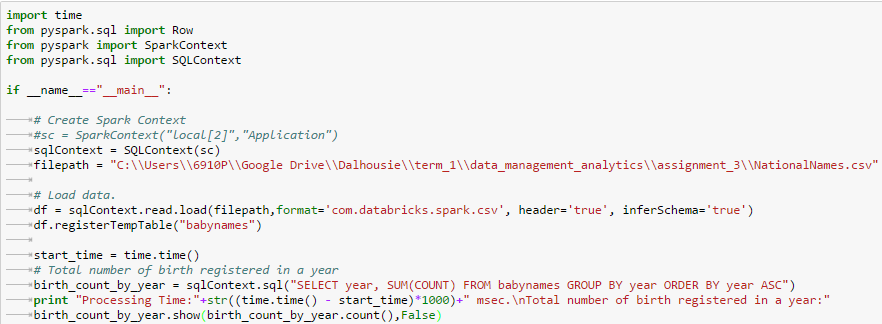 import time
from pyspark.sql import Row
from pyspark import SparkContext
from pyspark.sql import SQLContext
if __name__=="__main__":
# Create Spark Context
#sc = SparkContext("local[2]","Application")
sqlContext = SQLContext(sc)
filepath = "C:\\Users\\6910P\\Google Drive\\Dalhousie\\term_1\\data_management_analytics\\assignment_3\\NationalNames.csv"
# Load data.
df = sqlContext.read.load(filepath,format='com.databricks.spark.csv', header='true', inferSchema='true')
df.registerTempTable("babynames")
start_time = time.time()
# Total number of birth registered in a year
birth_count_by_year = sqlContext.sql("SELECT year, SUM(COUNT) FROM babynames GROUP BY year ORDER BY year ASC")
print "Processing Time:"+str((time.time() - start_time)*1000)+" msec.\nTotal number of birth registered in a year:"
birth_count_by_year.show(birth_count_by_year.count(),False)